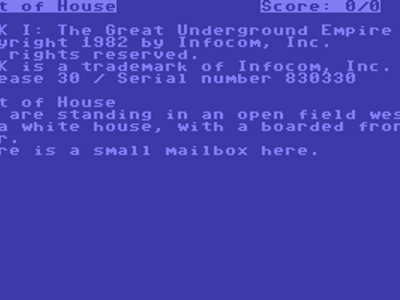 t of House Score: 0/0
K I: The Great Underground Empire
yright 1982 by Infocom, Inc.
rights reserved.
K is a trademark of Infocom, Inc.
ease 30 / Serial number 830330
t of House
are standing in an open field wes
a white house, with a boarded fron
r.
re is a small mailbox here.